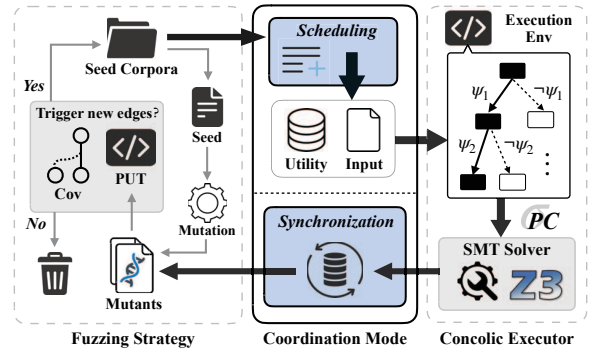 Seed Corpora
Yes
Trigger new edges?
Cov
PUT
No
Seed
Mutation
Mutants
Fuzzing Strategy
Scheduling
Utility
Input
Synchronization
Coordination Mode
Execution
Env
ψ₁
¬ψ₁
ψ₂
¬ψ₂
σ PC
SMT Solver
Z3
Concolic Executor